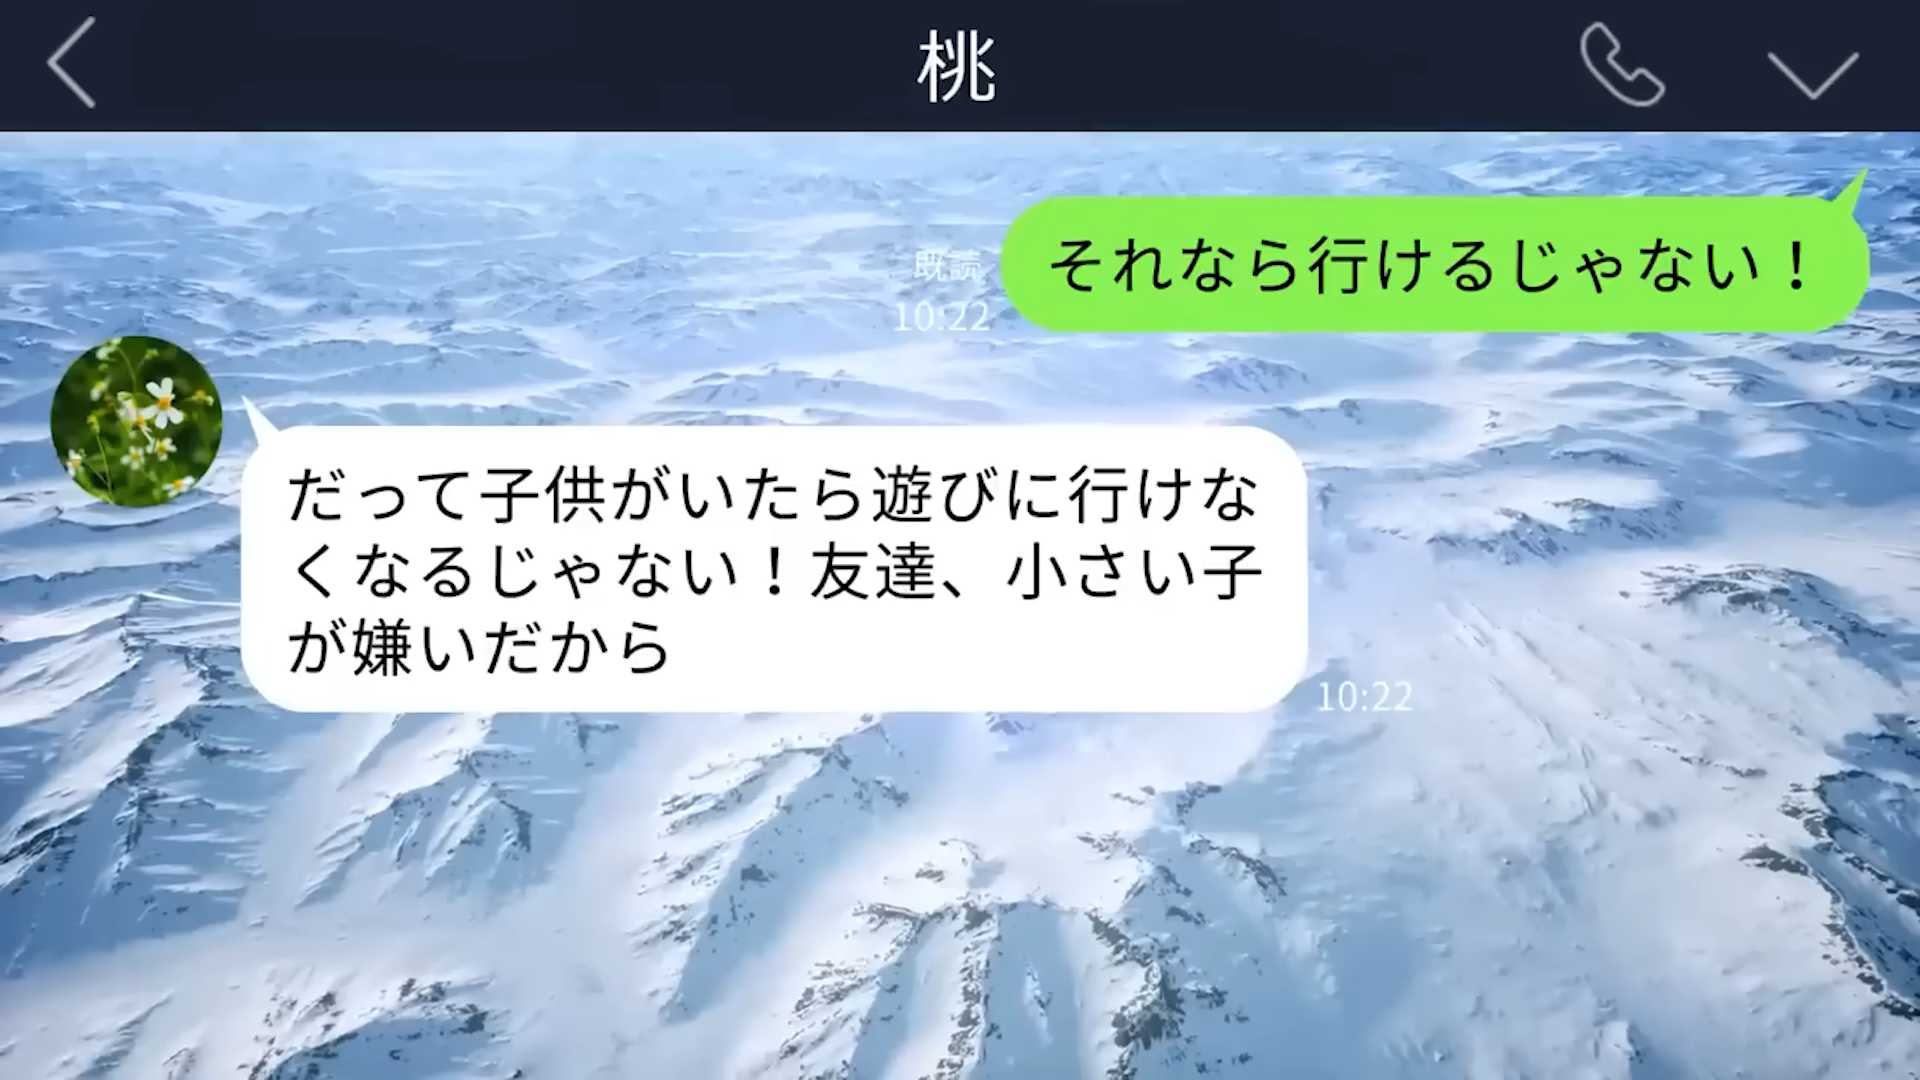 桃
それなら行けるじゃない！
既読
10:22
だって子供がいたら遊びに行けな
くなるじゃない！友達、小さい子
が嫌いだから
10:22